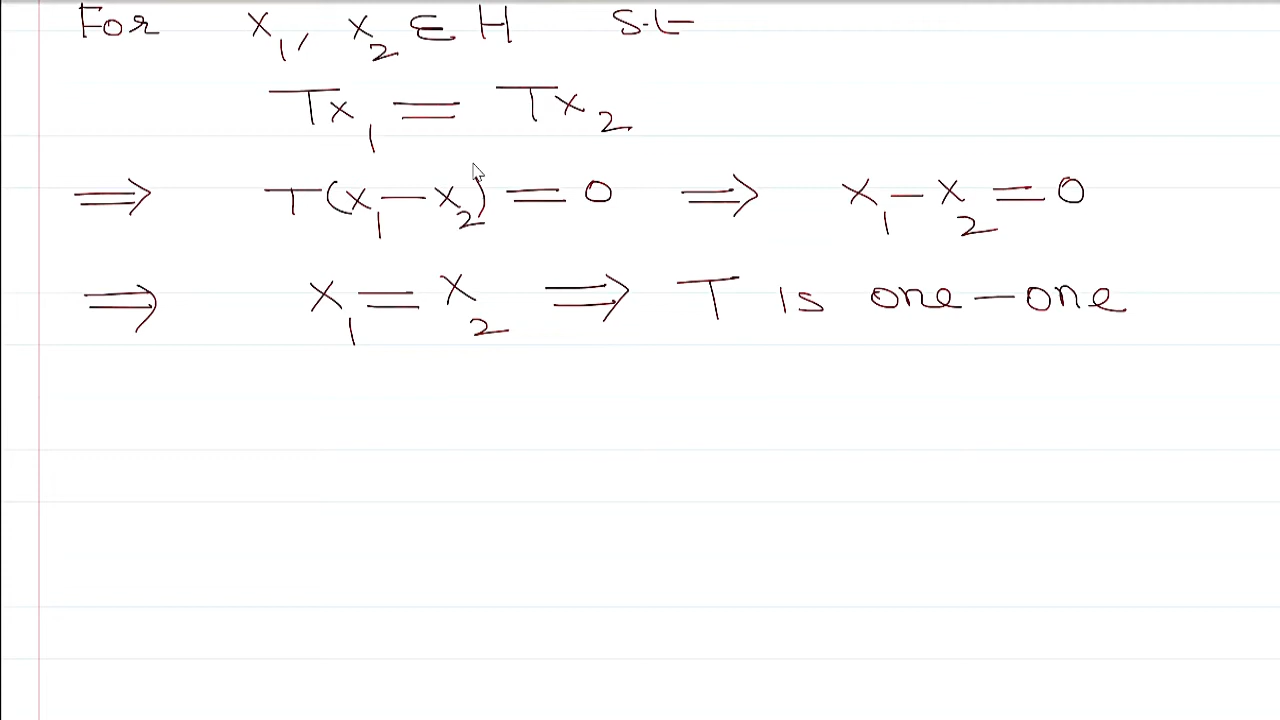 For x₁, x₂ ∈ H s.t
Tx₁ = Tx₂
⟹ T(x₁ − x₂) = 0 ⟹ x₁ − x₂ = 0
⟹ x₁ = x₂ ⟹ T is one-one